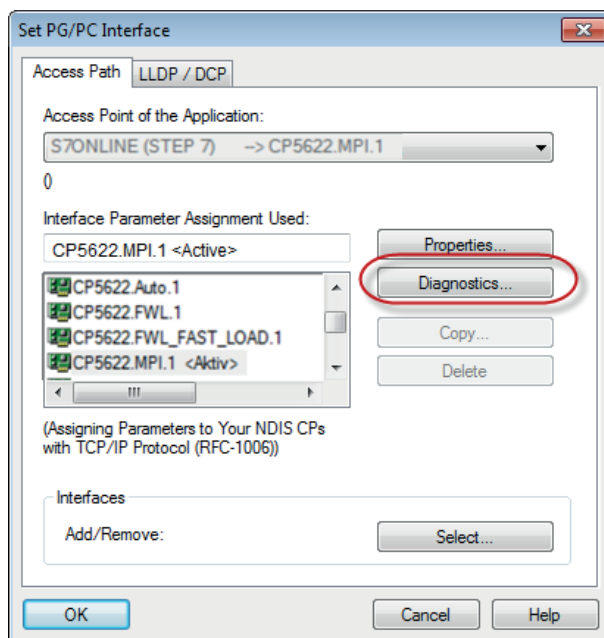 Set PG/PC Interface
Access Path
LLDP / DCP
Access Point of the Application:
S7ONLINE (STEP 7) --> CP5622.MPI.1
()
Interface Parameter Assignment Used:
CP5622.MPI.1 <Active>
Properties...
CP5622.Auto.1
Diagnostics...
CP5622.FWL.1
CP5622.FWL_FAST_LOAD.1
Copy...
CP5622.MPI.1 <Aktiv>
Delete
(Assigning Parameters to Your NDIS CPs
with TCP/IP Protocol (RFC-1006))
Interfaces
Add/Remove:
Select...
OK
Cancel
Help